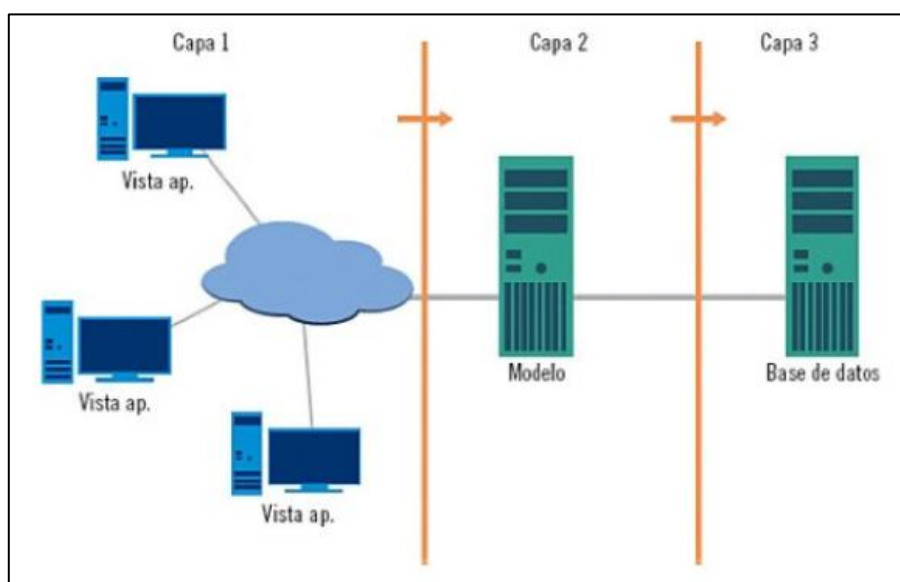 Capa 1
Capa 2
Capa 3
Vista ap.
Vista ap.
Vista ap.
Modelo
Base de datos